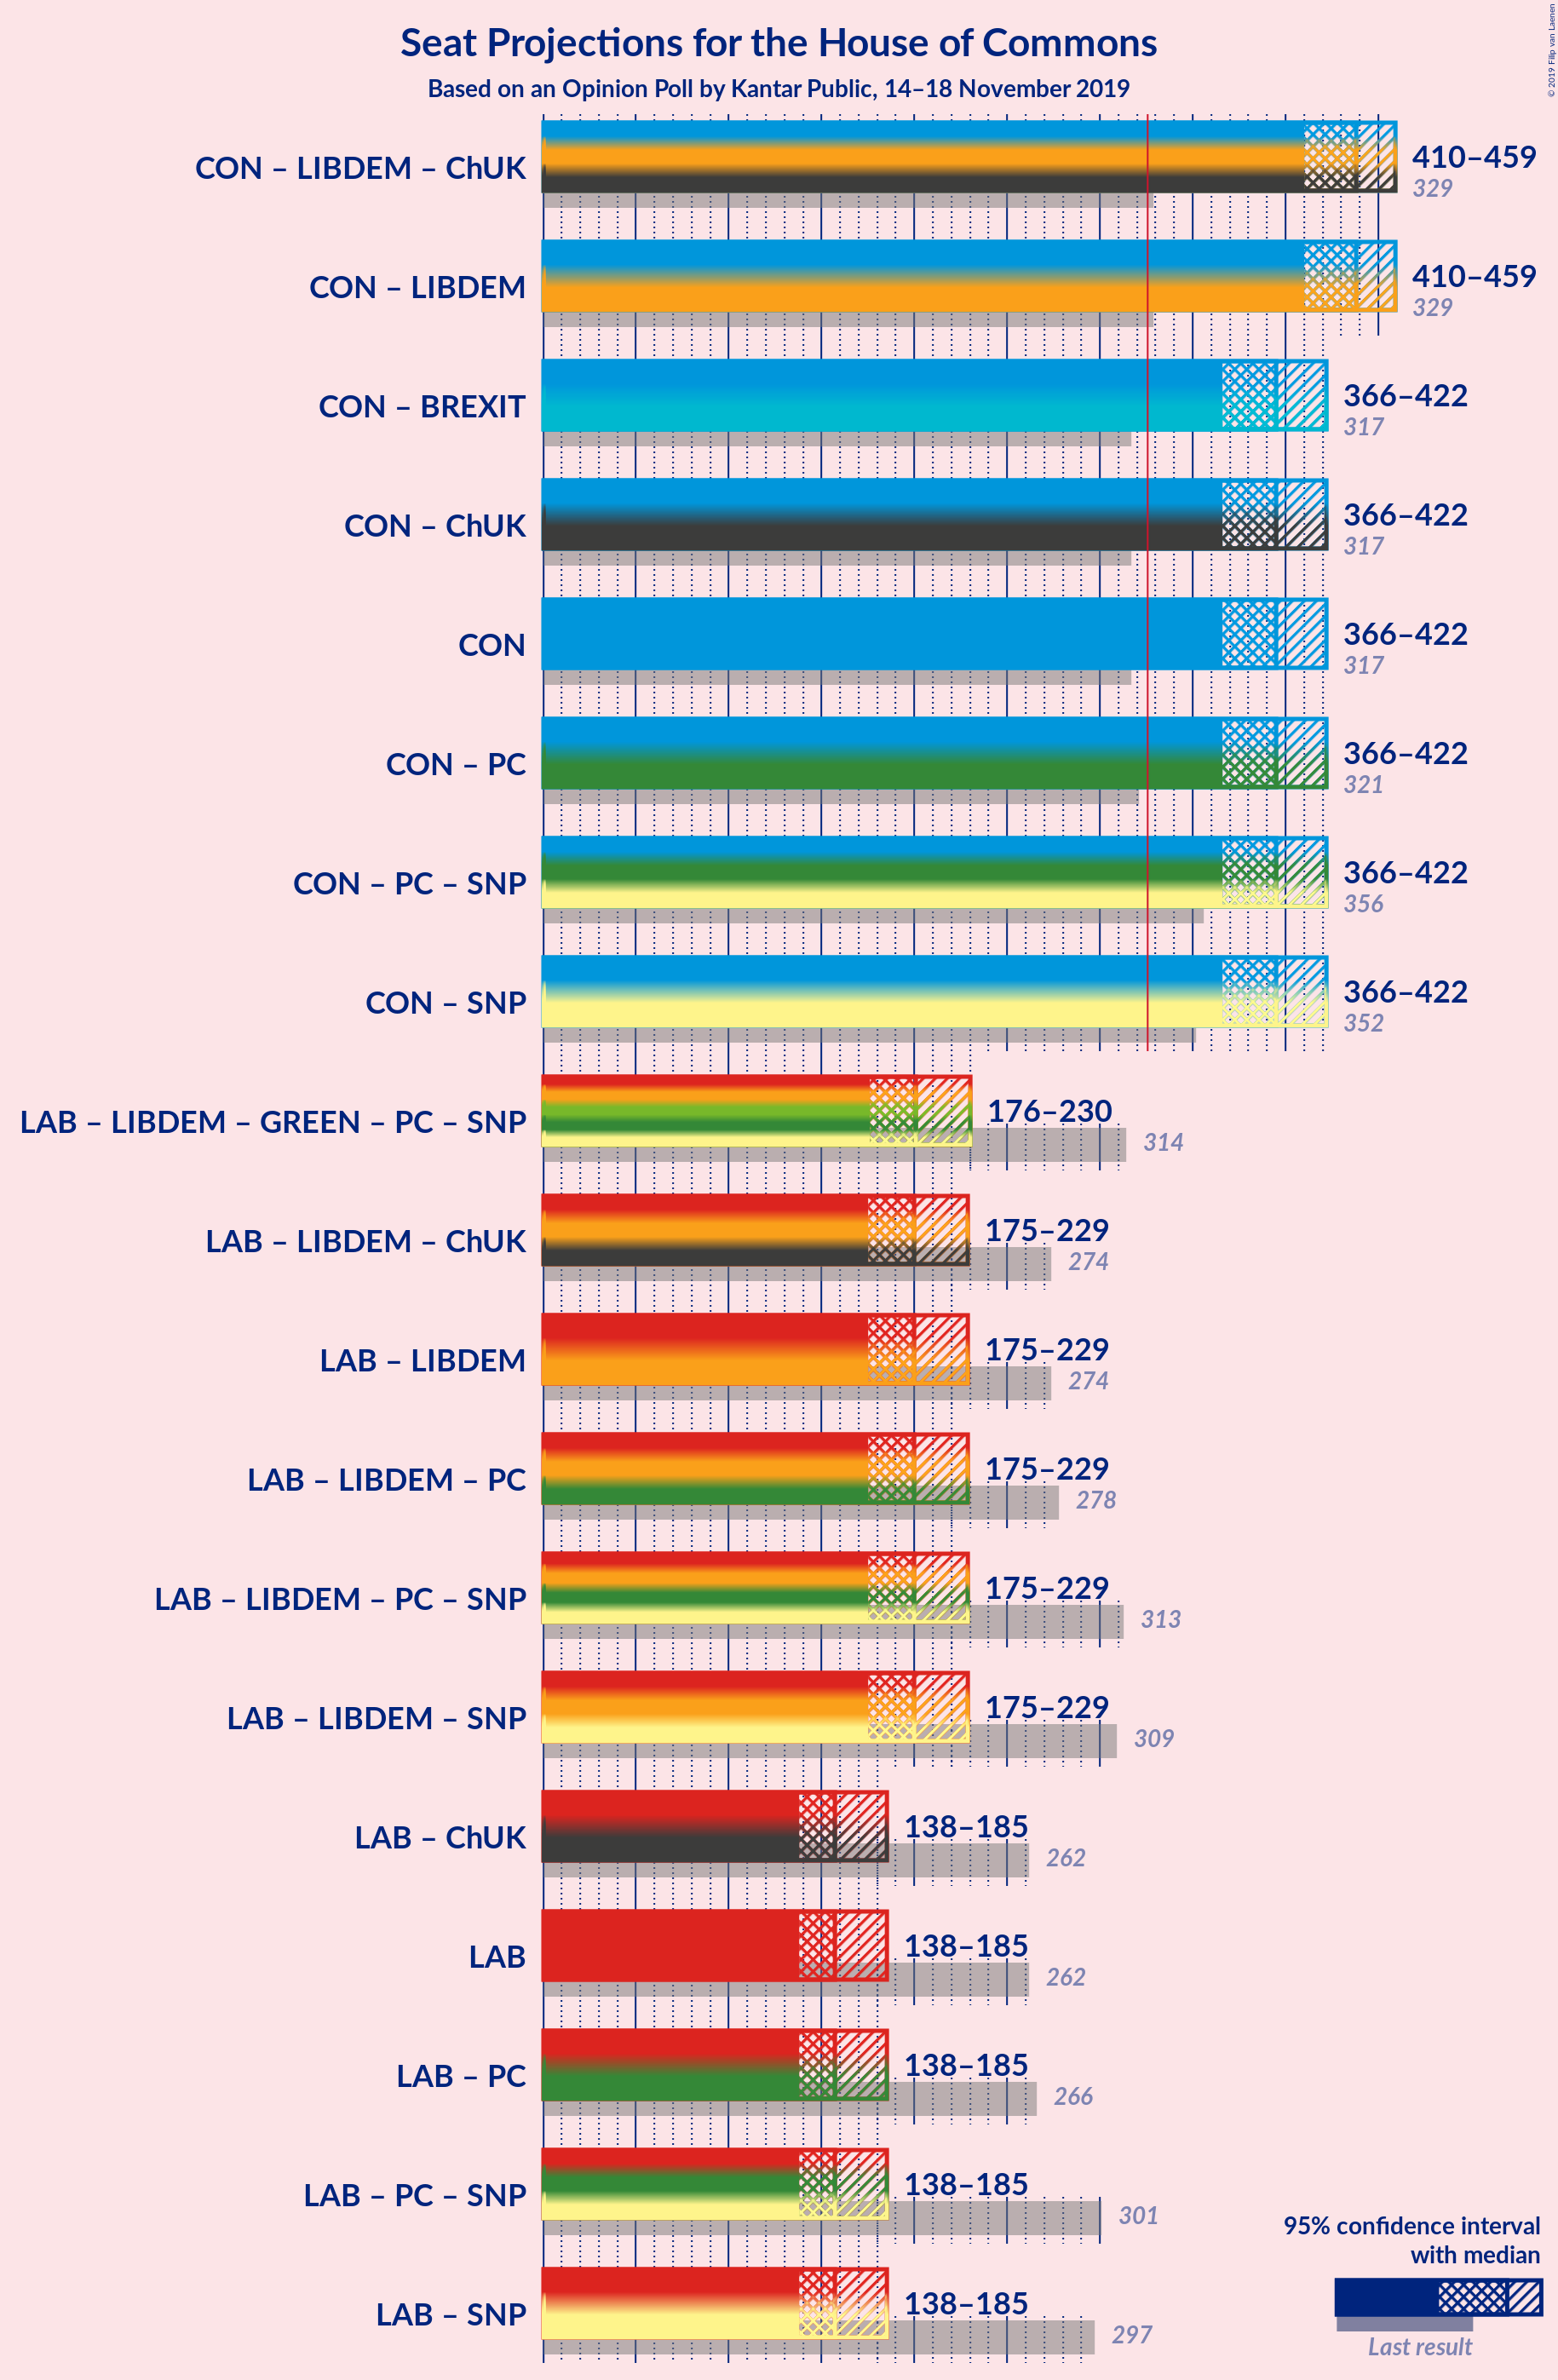 © 2019 Filip van Laenen
Seat Projections for the House of Commons
Based on an Opinion Poll by Kantar Public, 14–18 November 2019
CON – LIBDEM – ChUK
410–459
329
CON – LIBDEM
410–459
329
CON – BREXIT
366–422
317
CON – ChUK
366–422
317
CON
366–422
317
CON – PC
366–422
321
CON – PC – SNP
366–422
356
CON – SNP
366–422
352
LAB – LIBDEM – GREEN – PC – SNP
176–230
314
LAB – LIBDEM – ChUK
175–229
274
LAB – LIBDEM
175–229
274
LAB – LIBDEM – PC
175–229
278
LAB – LIBDEM – PC – SNP
175–229
313
LAB – LIBDEM – SNP
175–229
309
LAB – ChUK
138–185
262
LAB
138–185
262
LAB – PC
138–185
266
LAB – PC – SNP
138–185
301
LAB – SNP
138–185
297
95% confidence interval
with median
Last result